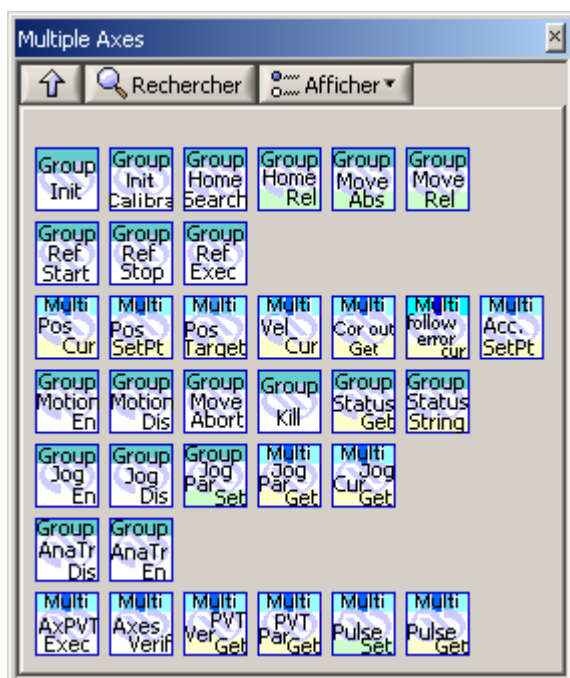 Multiple Axes
Rechercher Afficher
Group Init
Group Init Calibra
Group Home Search
Group Home Rel
Group Move Abs
Group Move Rel
Group Ref Start
Group Ref Stop
Group Ref Exec
Multi Pos Cur
Multi Pos SetPt
Multi Pos Target
Multi Vel Cur
Multi Cor out Get
Multi Follow error cur
Multi Acc. SetPt
Group Motion En
Group Motion Dis
Group Move Abort
Group Kill
Group Status Get
Group Status String
Group Jog En
Group Jog Dis
Group Jog Par Set
Multi Jog Par Get
Multi Jog Cur Get
Group AnaTr Dis
Group AnaTr En
Multi AxPVT Exec
Multi Axes Verif
Multi PVT Ver Get
Multi PVT Par Get
Multi Pulse Set
Multi Pulse Get